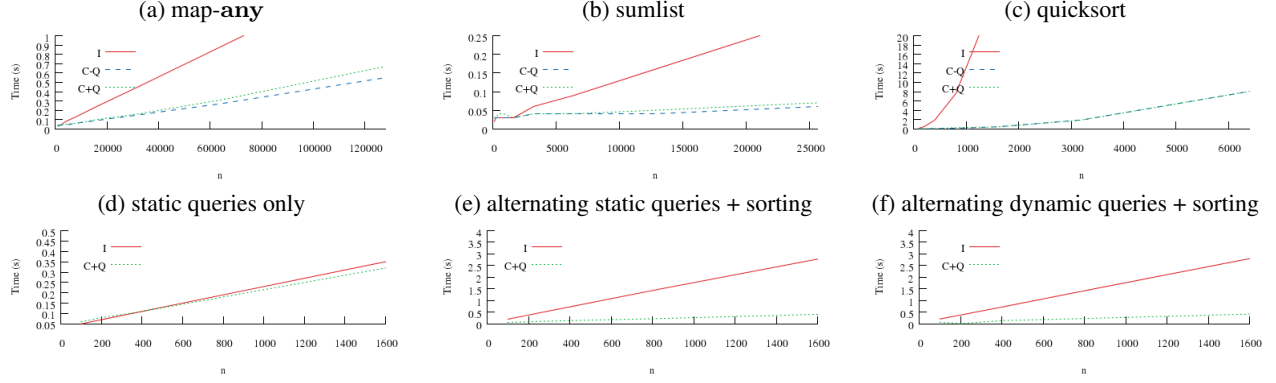 (a) map-any
1
0.9
0.8
0.7
0.6
0.5
0.4
0.3
0.2
0.1
0
Time (s)
I
C-Q
C+Q
0 20000 40000 60000 80000 100000 120000
n
(b) sumlist
0.25
0.2
0.15
0.1
0.05
0
Time (s)
I
C-Q
C+Q
0 5000 10000 15000 20000 25000
n
(c) quicksort
20
18
16
14
12
10
8
6
4
2
0
Time (s)
I
C-Q
C+Q
0 1000 2000 3000 4000 5000 6000
n
(d) static queries only
0.5
0.45
0.4
0.35
0.3
0.25
0.2
0.15
0.1
0.05
Time (s)
I
C+Q
0 200 400 600 800 1000 1200 1400 1600
n
(e) alternating static queries + sorting
4
3.5
3
2.5
2
1.5
1
0.5
0
Time (s)
I
C+Q
0 200 400 600 800 1000 1200 1400 1600
n
(f) alternating dynamic queries + sorting
4
3.5
3
2.5
2
1.5
1
0.5
0
Time (s)
I
C+Q
0 200 400 600 800 1000 1200 1400 1600
n